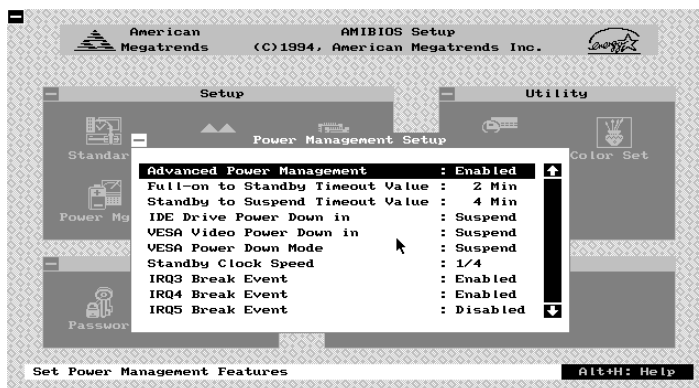 American
Megatrends
AMIBIOS Setup
(C)1994, American Megatrends Inc.
energy
Setup
Utility
Standar
Color Set
Power Mg
Passwor
Power Management Setup
Advanced Power Management : Enabled
Full-on to Standby Timeout Value : 2 Min
Standby to Suspend Timeout Value : 4 Min
IDE Drive Power Down in : Suspend
VESA Video Power Down in : Suspend
VESA Power Down Mode : Suspend
Standby Clock Speed : 1/4
IRQ3 Break Event : Enabled
IRQ4 Break Event : Enabled
IRQ5 Break Event : Disabled
Set Power Management Features
Alt+H: Help